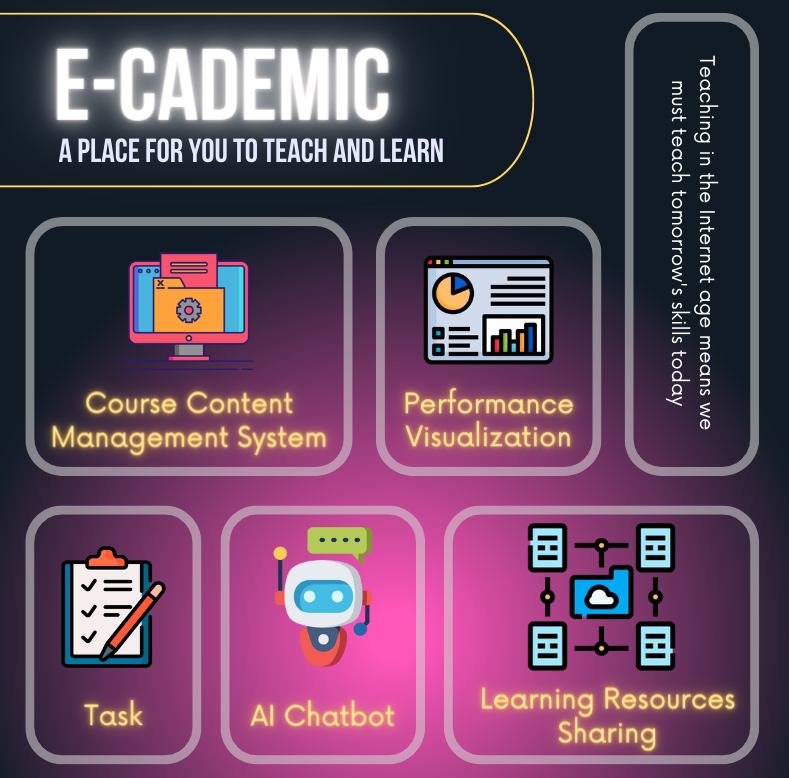 E-CADEMIC
A PLACE FOR YOU TO TEACH AND LEARN
Teaching in the Internet age means we
must teach tomorrow's skills today
Course Content
Management System
Performance
Visualization
Task
AI Chatbot
Learning Resources
Sharing